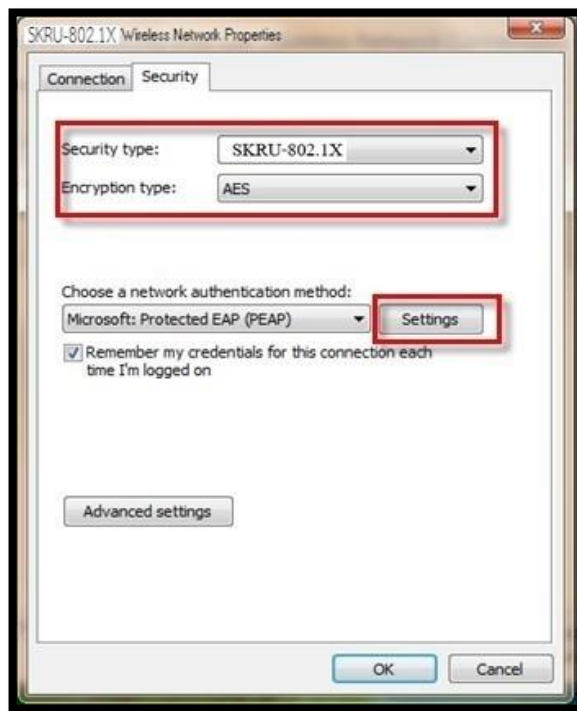 SKRU-802.1X Wireless Network Properties
Connection Security
Security type: SKRU-802.1X
Encryption type: AES
Choose a network authentication method:
Microsoft: Protected EAP (PEAP) Settings
Remember my credentials for this connection each
time I'm logged on
Advanced settings
OK Cancel